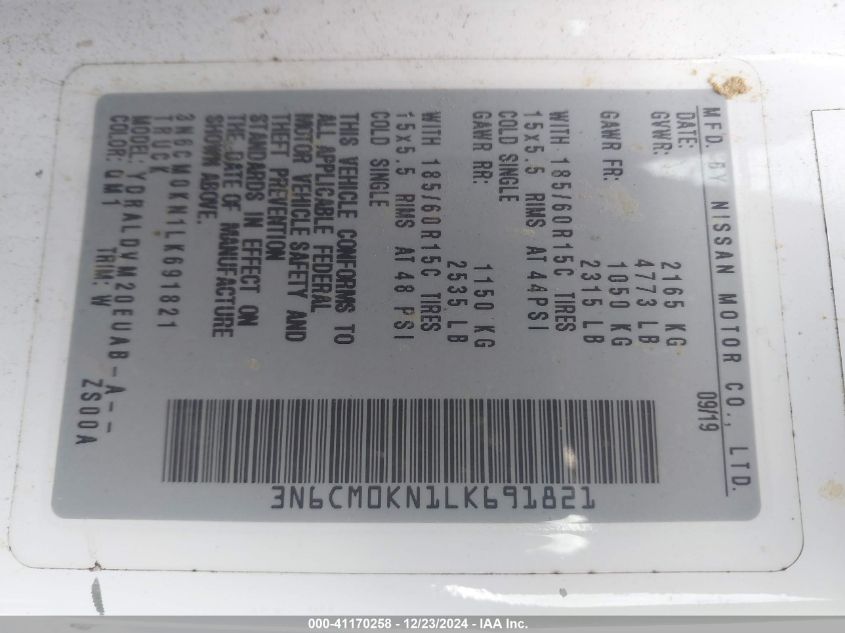 MFD. BY NISSAN MOTOR CO., LTD.
DATE: 09/19
GVWR: 2165 KG
4773 LB
GAWR FR: 1050 KG
2315 LB
WITH 185/60R15C TIRES
15x5.5 RIMS AT 44PSI
COLD SINGLE
GAWR RR: 1150 KG
2535 LB
WITH 185/60R15C TIRES
15x5.5 RIMS AT 48 PSI
COLD SINGLE
THIS VEHICLE CONFORMS TO
ALL APPLICABLE FEDERAL
MOTOR VEHICLE SAFETY AND
THEFT PREVENTION
STANDARDS IN EFFECT ON
THE DATE OF MANUFACTURE
SHOWN ABOVE.
3N6CM0KN1LK691821
TRUCK
MODEL: YDRALDVM20EUAB-A--
COLOR: QM1 TRIM: W ZS00A
3N6CM0KN1LK691821
000-41170258 - 12/23/2024 - IAA Inc.